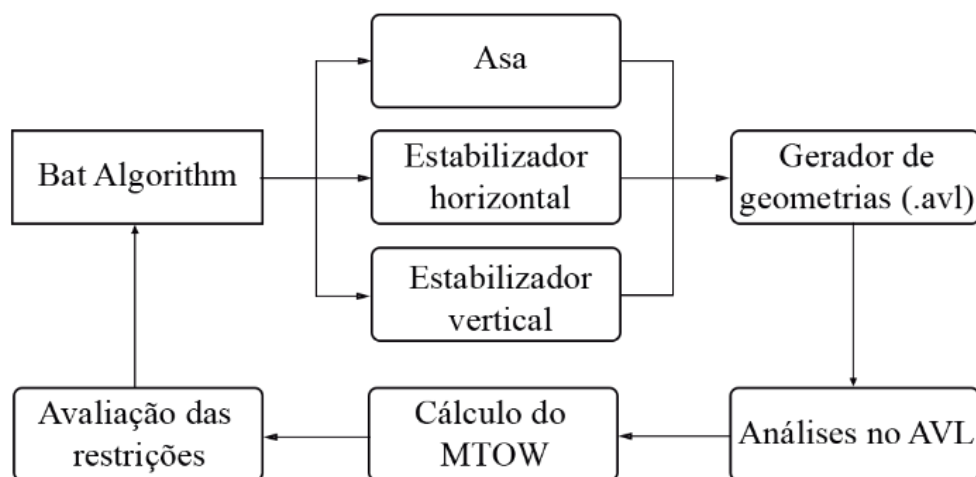 Asa
Bat Algorithm
Estabilizador
horizontal
Gerador de
geometrias (.avl)
Estabilizador
vertical
Avaliação das
restrições
Cálculo do
MTOW
Análises no AVL